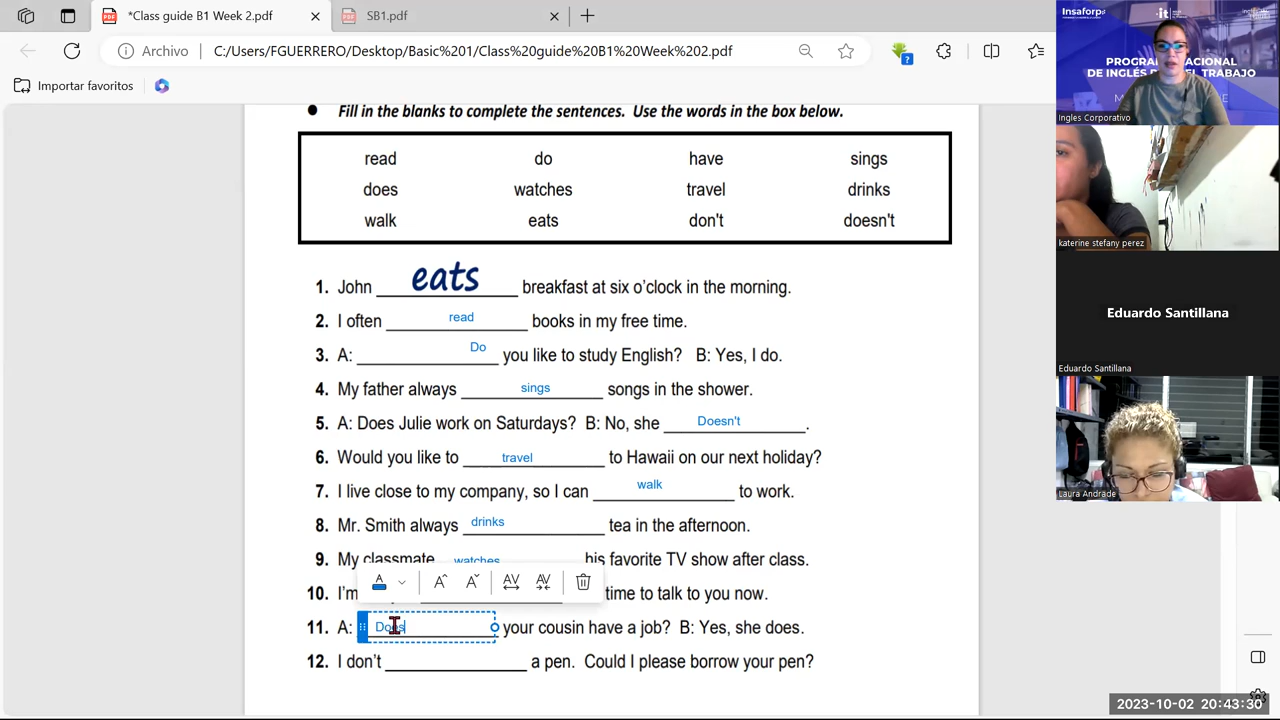 *Class guide B1 Week 2.pdf
SB1.pdf
Archivo
C:/Users/FGUERRERO/Desktop/Basic%201/Class%20guide%20B1%20Week%202.pdf
Importar favoritos
Fill in the blanks to complete the sentences. Use the words in the box below.
read do have sings
does watches travel drinks
walk eats don't doesn't
1. John eats breakfast at six o'clock in the morning.
2. I often read books in my free time.
3. A: Do you like to study English? B: Yes, I do.
4. My father always sings songs in the shower.
5. A: Does Julie work on Saturdays? B: No, she Doesn't.
6. Would you like to travel to Hawaii on our next holiday?
7. I live close to my company, so I can walk to work.
8. Mr. Smith always drinks tea in the afternoon.
9. My classmate watches his favorite TV show after class.
10. I'm time to talk to you now.
11. A: Does your cousin have a job? B: Yes, she does.
12. I don't a pen. Could I please borrow your pen?
Insaforp
Ingles Corporativo
katerine stefany perez
Eduardo Santillana
Eduardo Santillana
Laura Andrade
2023-10-02 20:43:30